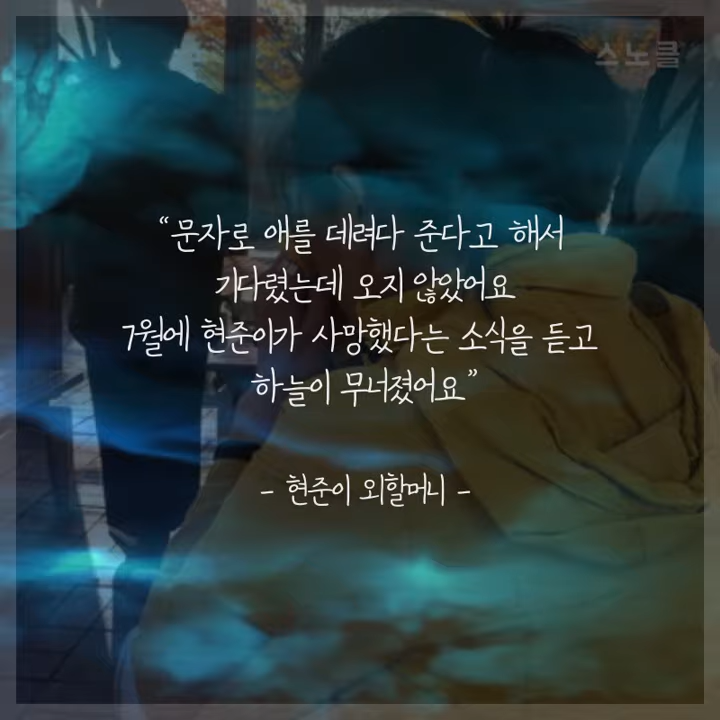 스노클
“문자로 애를 데려다 준다고 해서
기다렸는데 오지 않았어요
7월에 현준이가 사망했다는 소식을 듣고
하늘이 무너졌어요”
- 현준이 외할머니 -